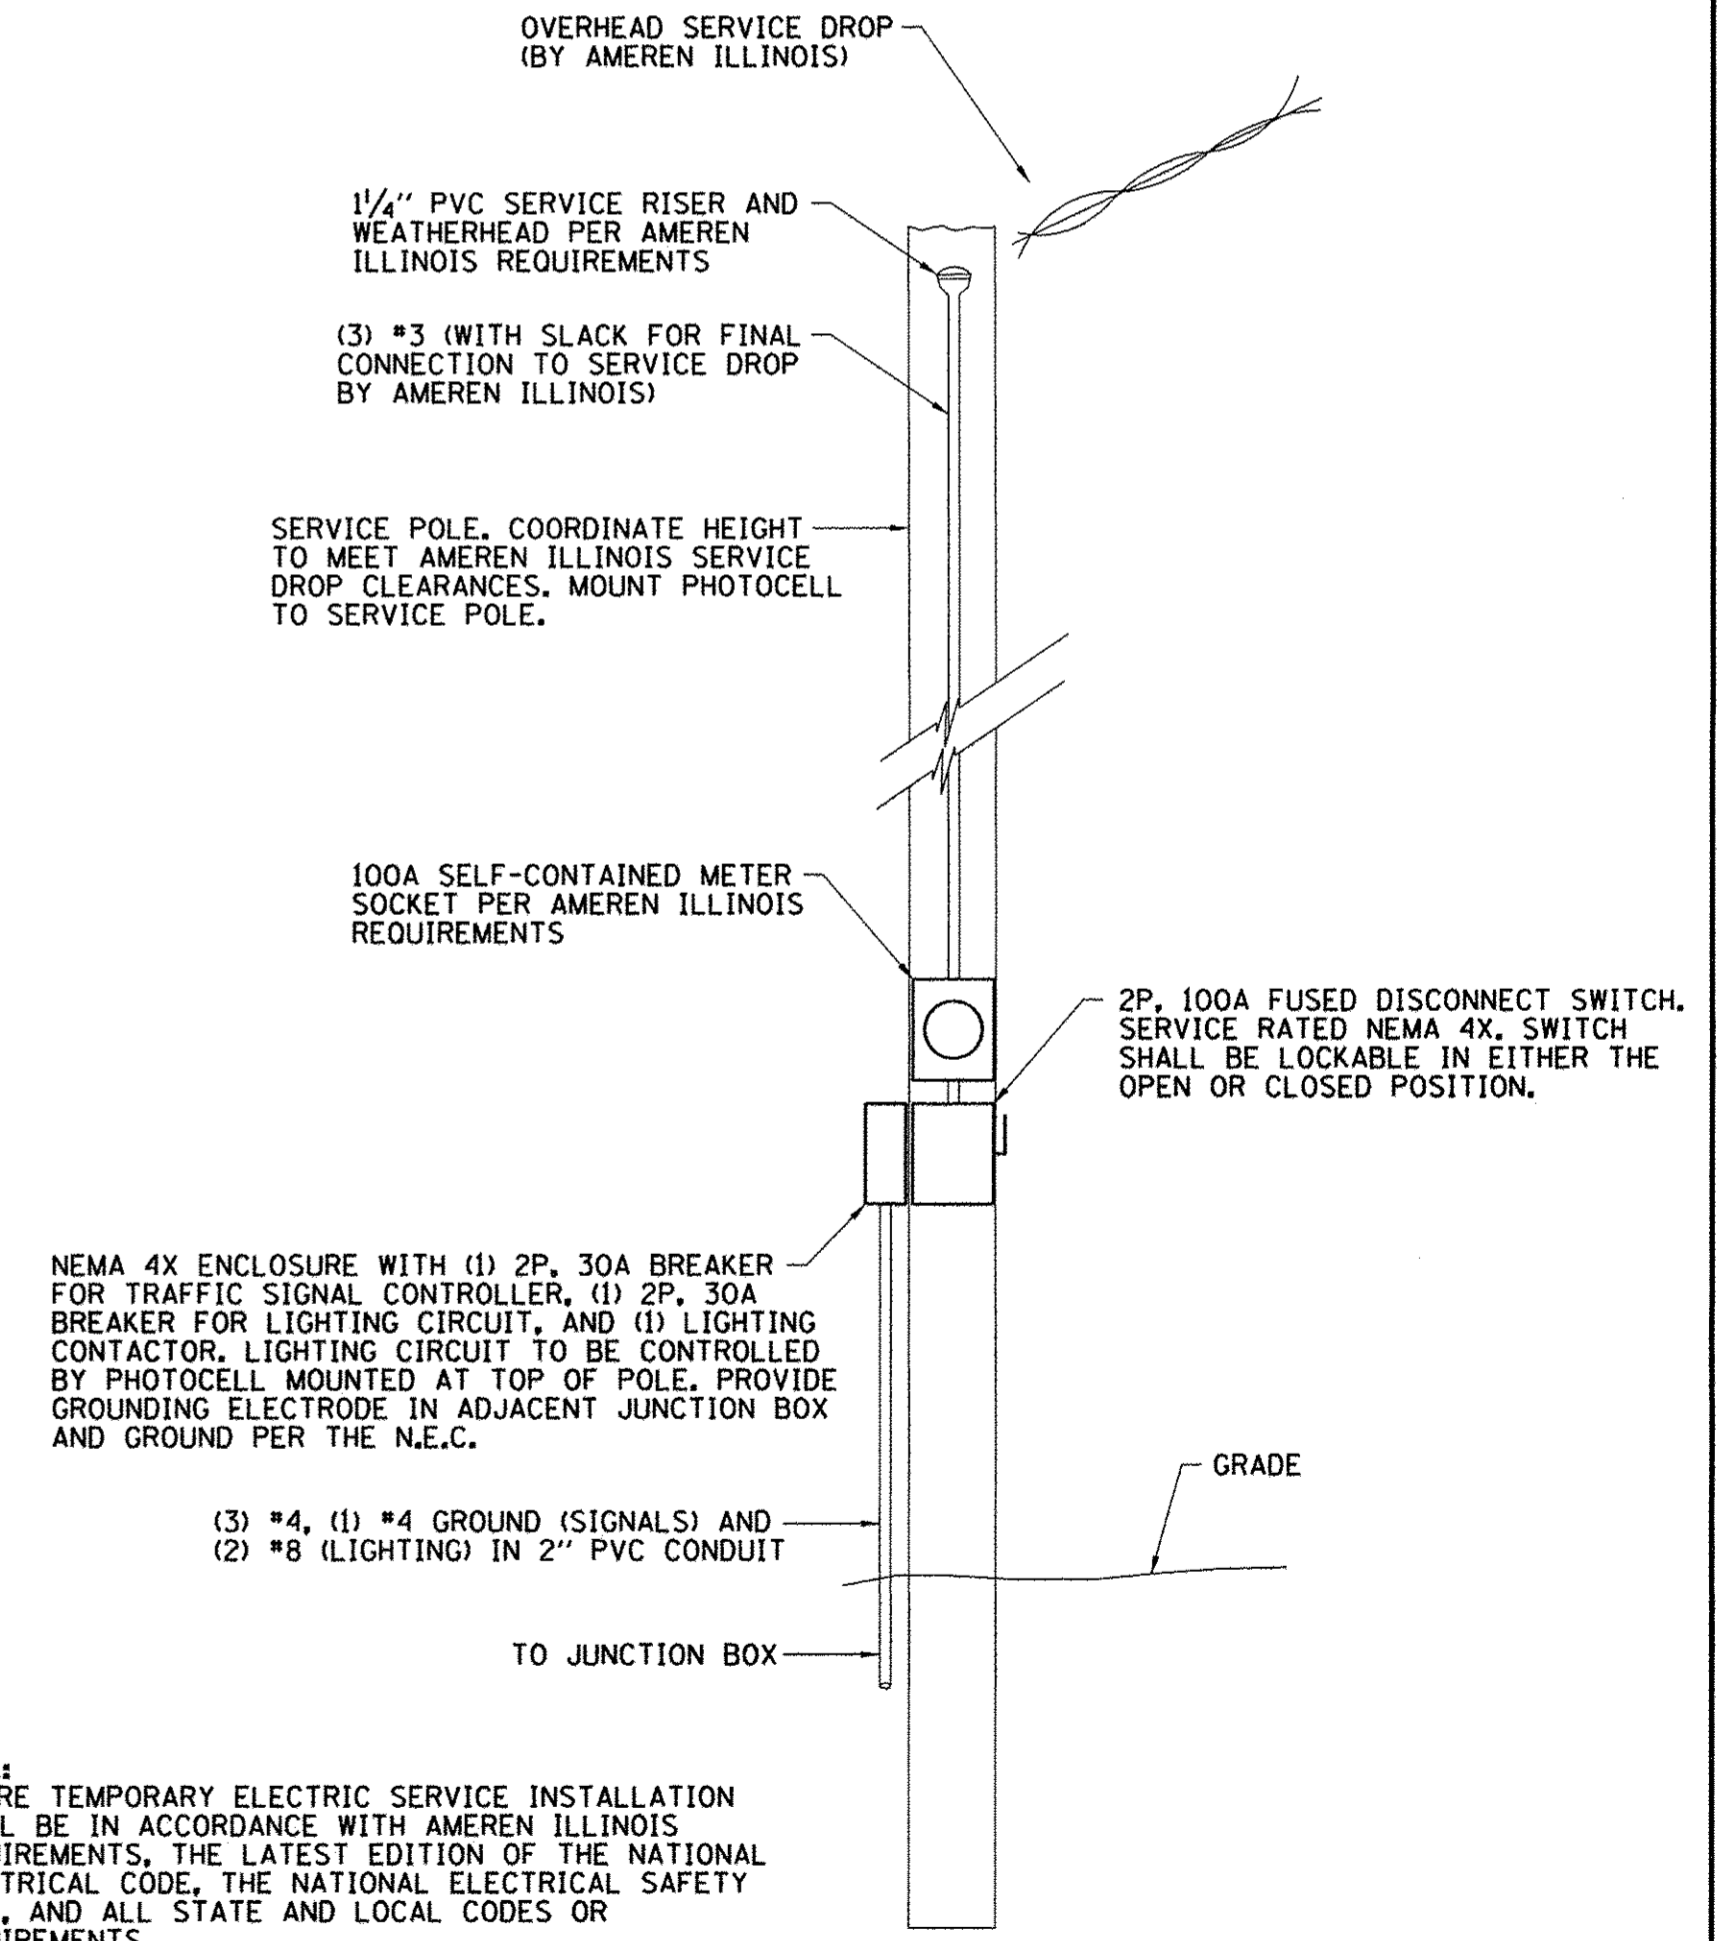 OVERHEAD SERVICE DROP
(BY AMEREN ILLINOIS)
1 1/4" PVC SERVICE RISER AND
WEATHERHEAD PER AMEREN
ILLINOIS REQUIREMENTS
(3) #3 (WITH SLACK FOR FINAL
CONNECTION TO SERVICE DROP
BY AMEREN ILLINOIS)
SERVICE POLE. COORDINATE HEIGHT
TO MEET AMEREN ILLINOIS SERVICE
DROP CLEARANCES. MOUNT PHOTOCELL
TO SERVICE POLE.
100A SELF-CONTAINED METER
SOCKET PER AMEREN ILLINOIS
REQUIREMENTS
2P, 100A FUSED DISCONNECT SWITCH.
SERVICE RATED NEMA 4X. SWITCH
SHALL BE LOCKABLE IN EITHER THE
OPEN OR CLOSED POSITION.
NEMA 4X ENCLOSURE WITH (1) 2P, 30A BREAKER
FOR TRAFFIC SIGNAL CONTROLLER, (1) 2P, 30A
BREAKER FOR LIGHTING CIRCUIT, AND (1) LIGHTING
CONTACTOR. LIGHTING CIRCUIT TO BE CONTROLLED
BY PHOTOCELL MOUNTED AT TOP OF POLE. PROVIDE
GROUNDING ELECTRODE IN ADJACENT JUNCTION BOX
AND GROUND PER THE N.E.C.
GRADE
(3) #4, (1) #4 GROUND (SIGNALS) AND
(2) #8 (LIGHTING) IN 2" PVC CONDUIT
TO JUNCTION BOX
RE TEMPORARY ELECTRIC SERVICE INSTALLATION
L BE IN ACCORDANCE WITH AMEREN ILLINOIS
IREMENTS, THE LATEST EDITION OF THE NATIONAL
TRICAL CODE, THE NATIONAL ELECTRICAL SAFETY
, AND ALL STATE AND LOCAL CODES OR
IREMENTS